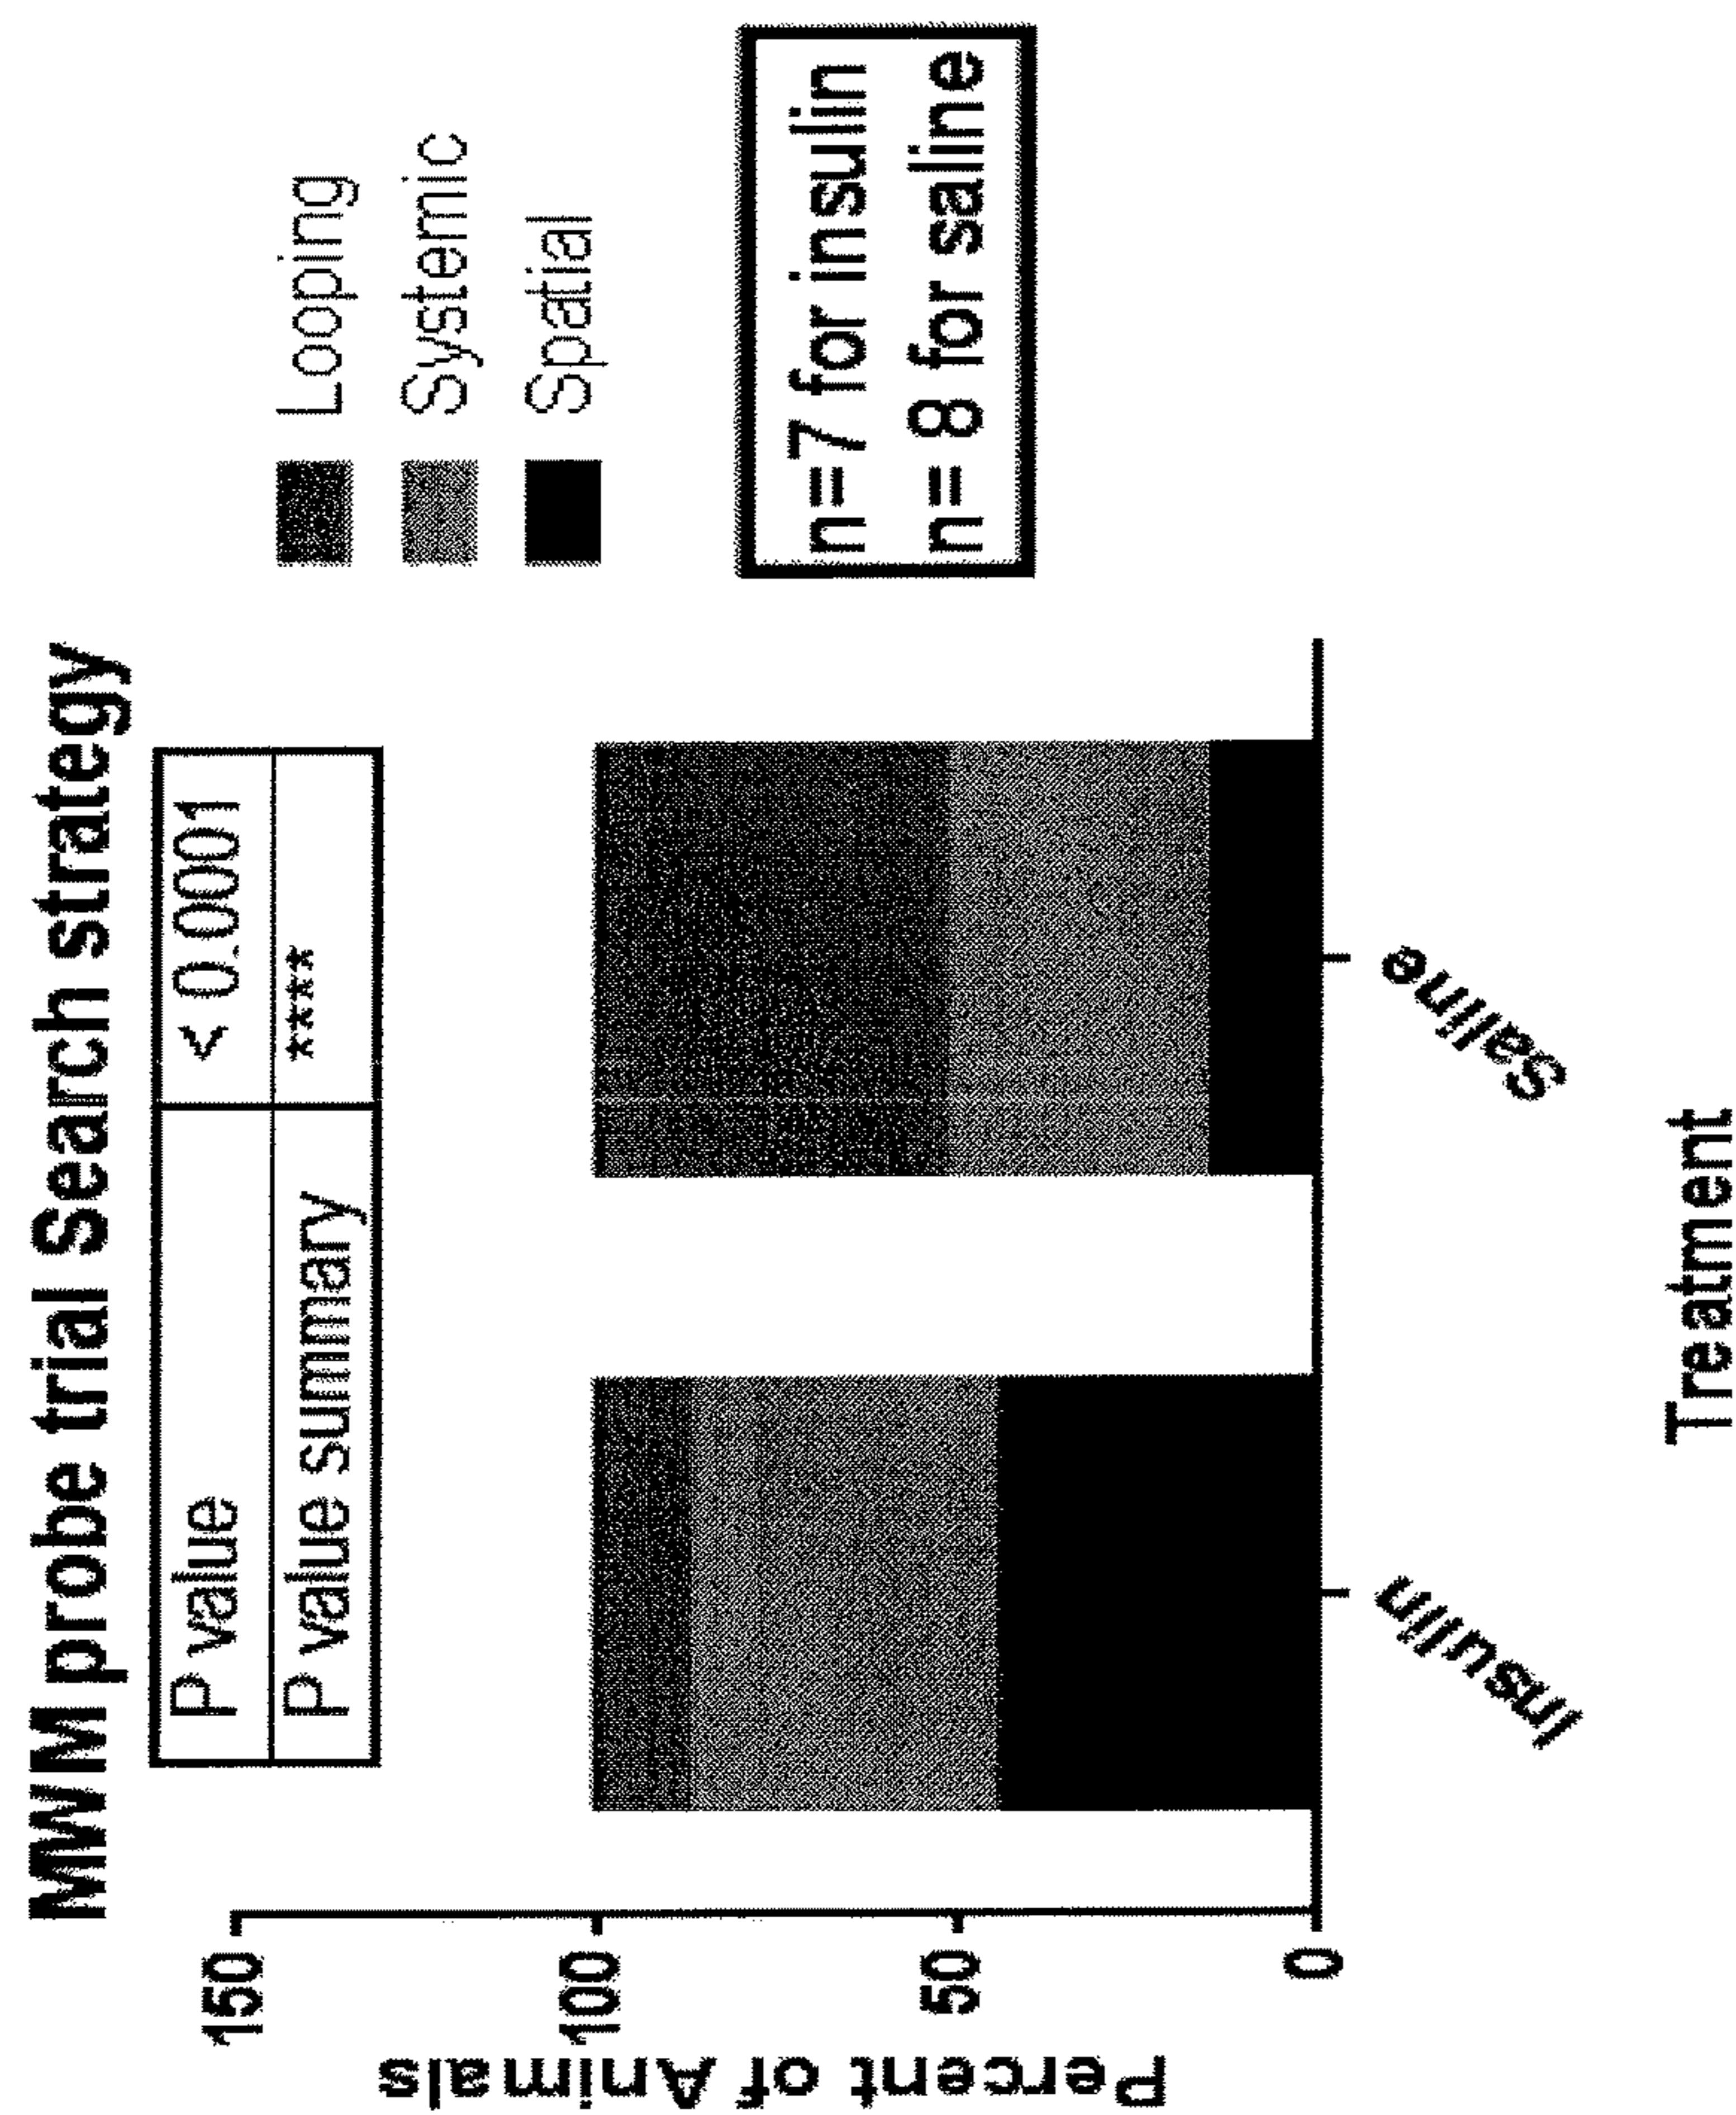 MWM probe trial Search strategy
P value < 0.0001
P value summary ****
Looping
Systemic
Spatial
n=7 for insulin
n= 8 for saline
Percent of Animals
150
100
50
0
Insulin
Saline
Treatment